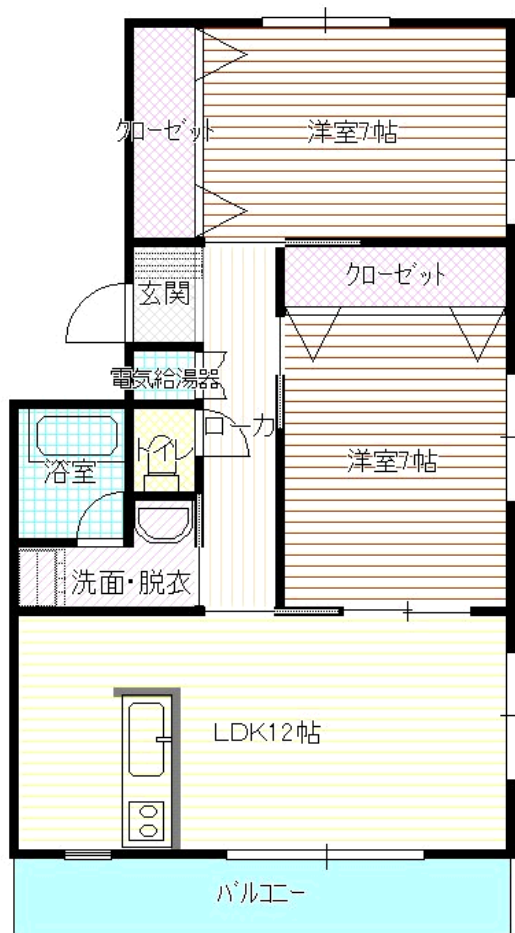 クローゼット
洋室7帖
玄関
クローゼット
電気給湯器
トイレ
ローカ
洋室7帖
浴室
洗面・脱衣
LDK12帖
バルコニー